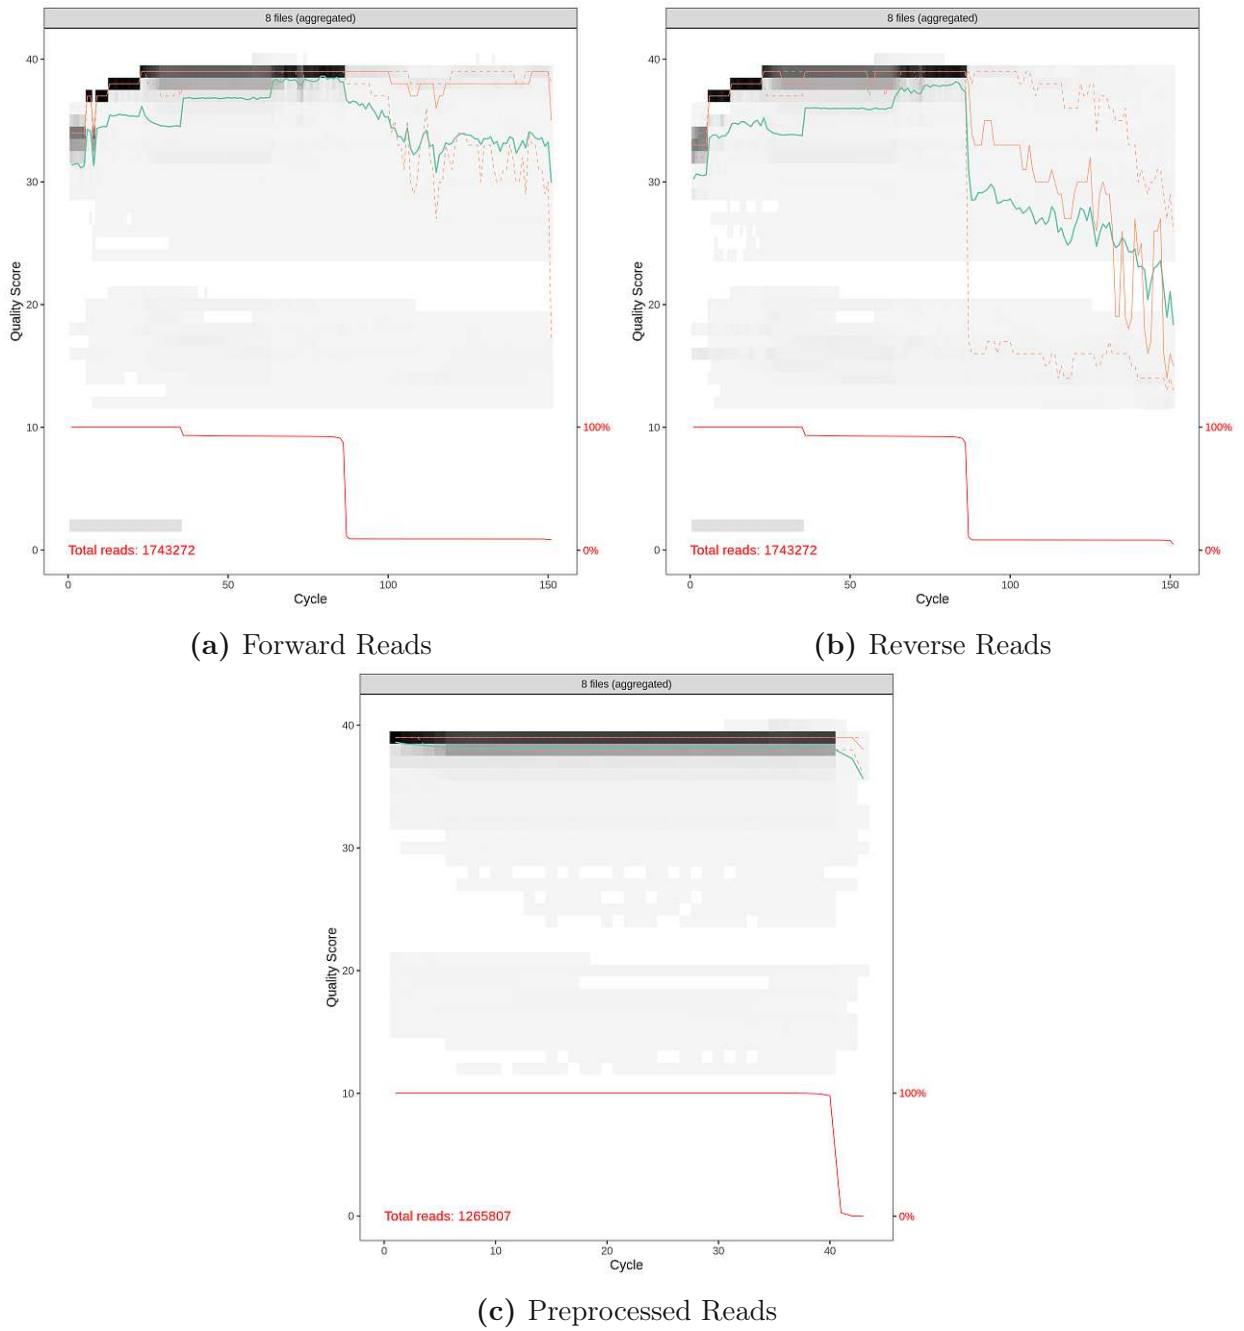 8 files (aggregated)
40
30
20
10
0
Quality Score
100%
0%
Total reads: 1743272
0 50 100 150
Cycle
(a) Forward Reads
8 files (aggregated)
40
30
20
10
0
Quality Score
100%
0%
Total reads: 1743272
0 50 100 150
Cycle
(b) Reverse Reads
8 files (aggregated)
40
30
20
10
0
Quality Score
100%
0%
Total reads: 1265807
0 10 20 30 40
Cycle
(c) Preprocessed Reads